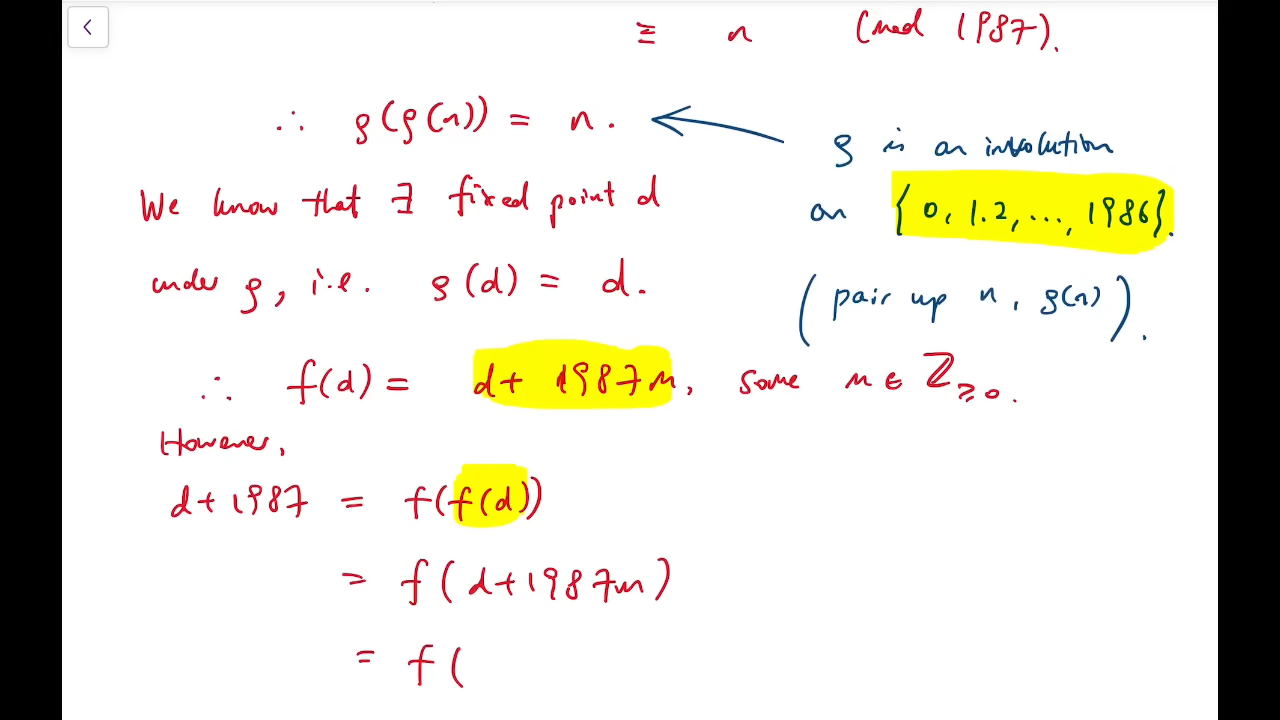 ≡ n (mod 1987).
∴ g(g(n)) = n.
g is an involution
on {0, 1.2, ..., 1986}.
(pair up n, g(n)).
We know that ∃ fixed point d
under g, i.e. g(d) = d.
∴ f(d) = d+ 1987m, some m ∈ ℤ≥0.
However,
d+1987 = f(f(d))
= f(d+1987m)
= f(